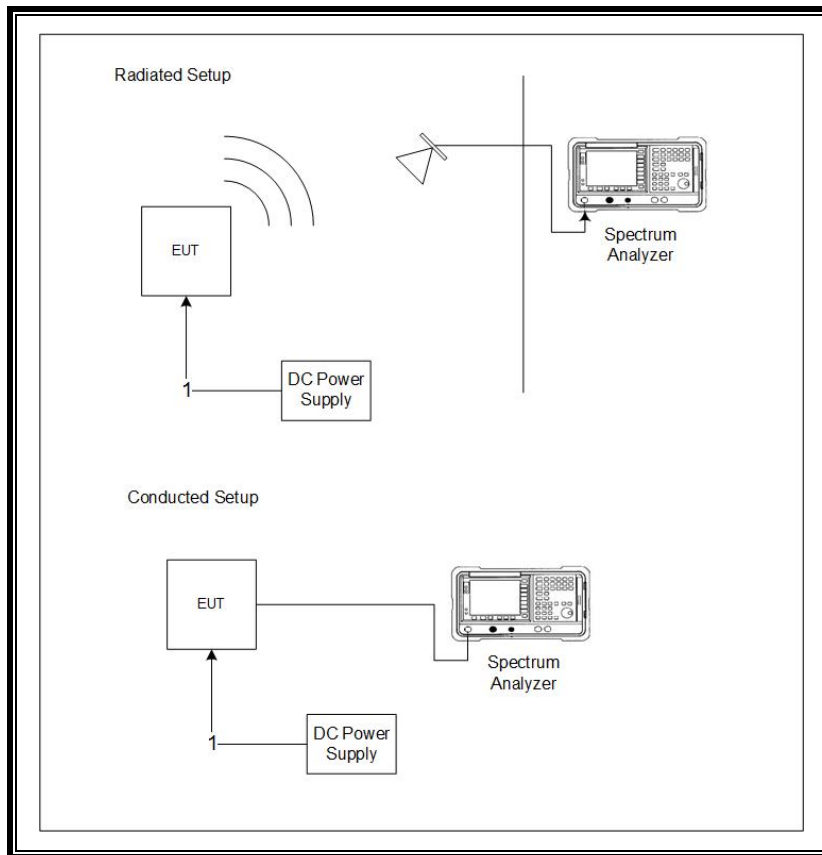 Radiated Setup
EUT
Spectrum
Analyzer
1
DC Power
Supply
Conducted Setup
EUT
Spectrum
Analyzer
1
DC Power
Supply